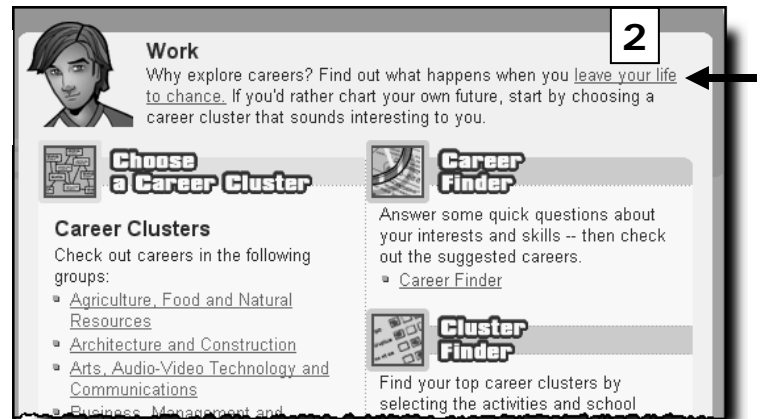 2
Work
Why explore careers? Find out what happens when you leave your life
to chance. If you'd rather chart your own future, start by choosing a
career cluster that sounds interesting to you.
Choose
a Career Cluster
Career Clusters
Check out careers in the following
groups:
Agriculture, Food and Natural
Resources
Architecture and Construction
Arts, Audio-Video Technology and
Communications
Business, Management and
Career
Finder
Answer some quick questions about
your interests and skills -- then check
out the suggested careers.
Career Finder
Cluster
Finder
Find your top career clusters by
selecting the activities and school